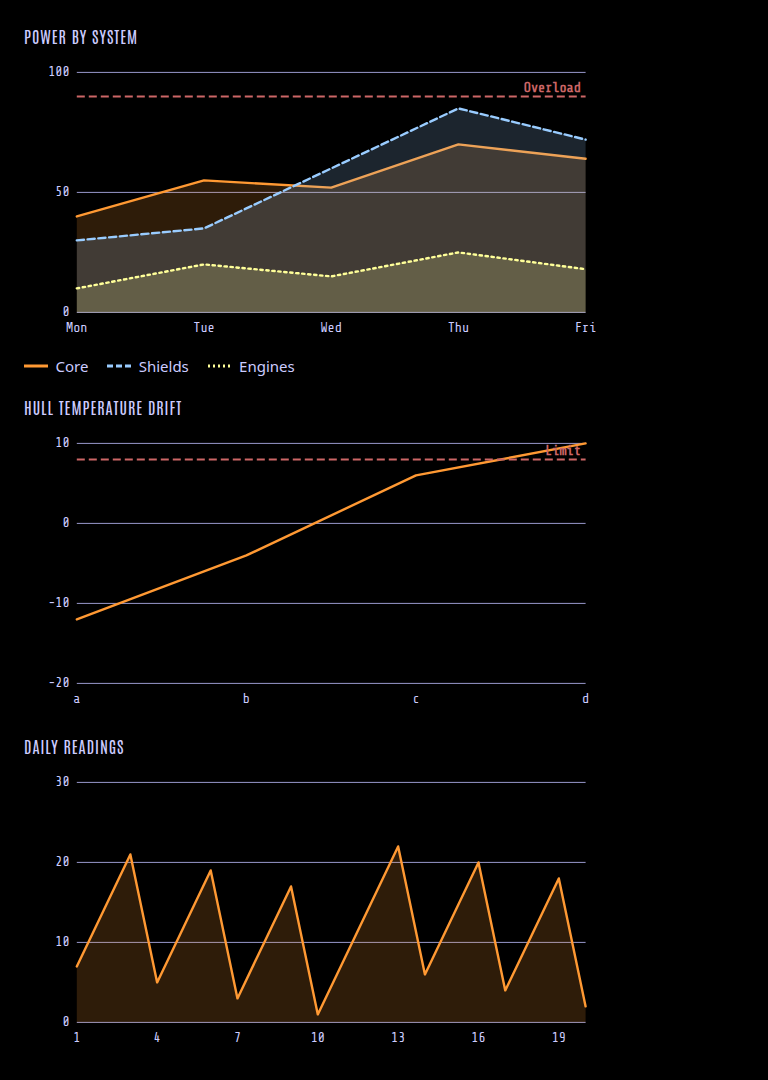 POWER BY SYSTEM
100
Overload
50
0
Mon Tue Wed Thu Fri
Core Shields Engines
HULL TEMPERATURE DRIFT
10
Limit
0
-10
-20
a b c d
DAILY READINGS
30
20
10
0
1 4 7 10 13 16 19